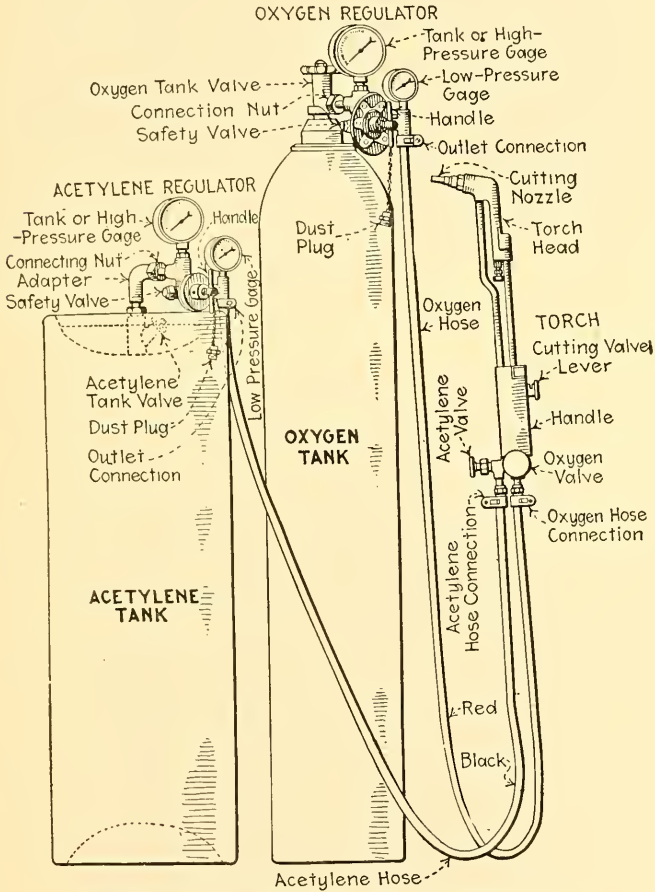 OXYGEN REGULATOR
Tank or High-
Pressure Gage
Oxygen Tank Valve
Low-Pressure
Gage
Connection Nut
Safety Valve
Handle
Outlet Connection
ACETYLENE REGULATOR
Tank or High
-Pressure Gage
Handle
Connecting Nut
Adapter
Safety Valve
Low Pressure Gage
Dust
Plug
Cutting
Nozzle
Torch
Head
Oxygen
Hose
TORCH
Cutting Valve
Lever
Handle
Acetylene
Valve
Oxygen
Valve
Acetylene
Tank Valve
Dust Plug
Outlet
Connection
OXYGEN
TANK
Acetylene
Hose Connection
Oxygen Hose
Connection
ACETYLENE
TANK
Red
Black
Acetylene Hose